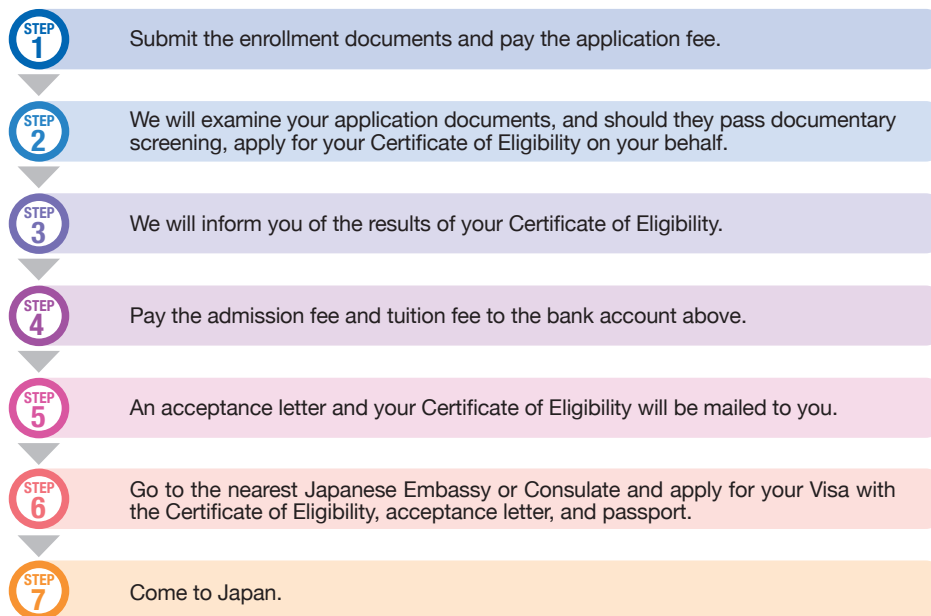 STEP
1
Submit the enrollment documents and pay the application fee.
STEP
2
We will examine your application documents, and should they pass documentary
screening, apply for your Certificate of Eligibility on your behalf.
STEP
3
We will inform you of the results of your Certificate of Eligibility.
STEP
4
Pay the admission fee and tuition fee to the bank account above.
STEP
5
An acceptance letter and your Certificate of Eligibility will be mailed to you.
STEP
6
Go to the nearest Japanese Embassy or Consulate and apply for your Visa with
the Certificate of Eligibility, acceptance letter, and passport.
STEP
7
Come to Japan.